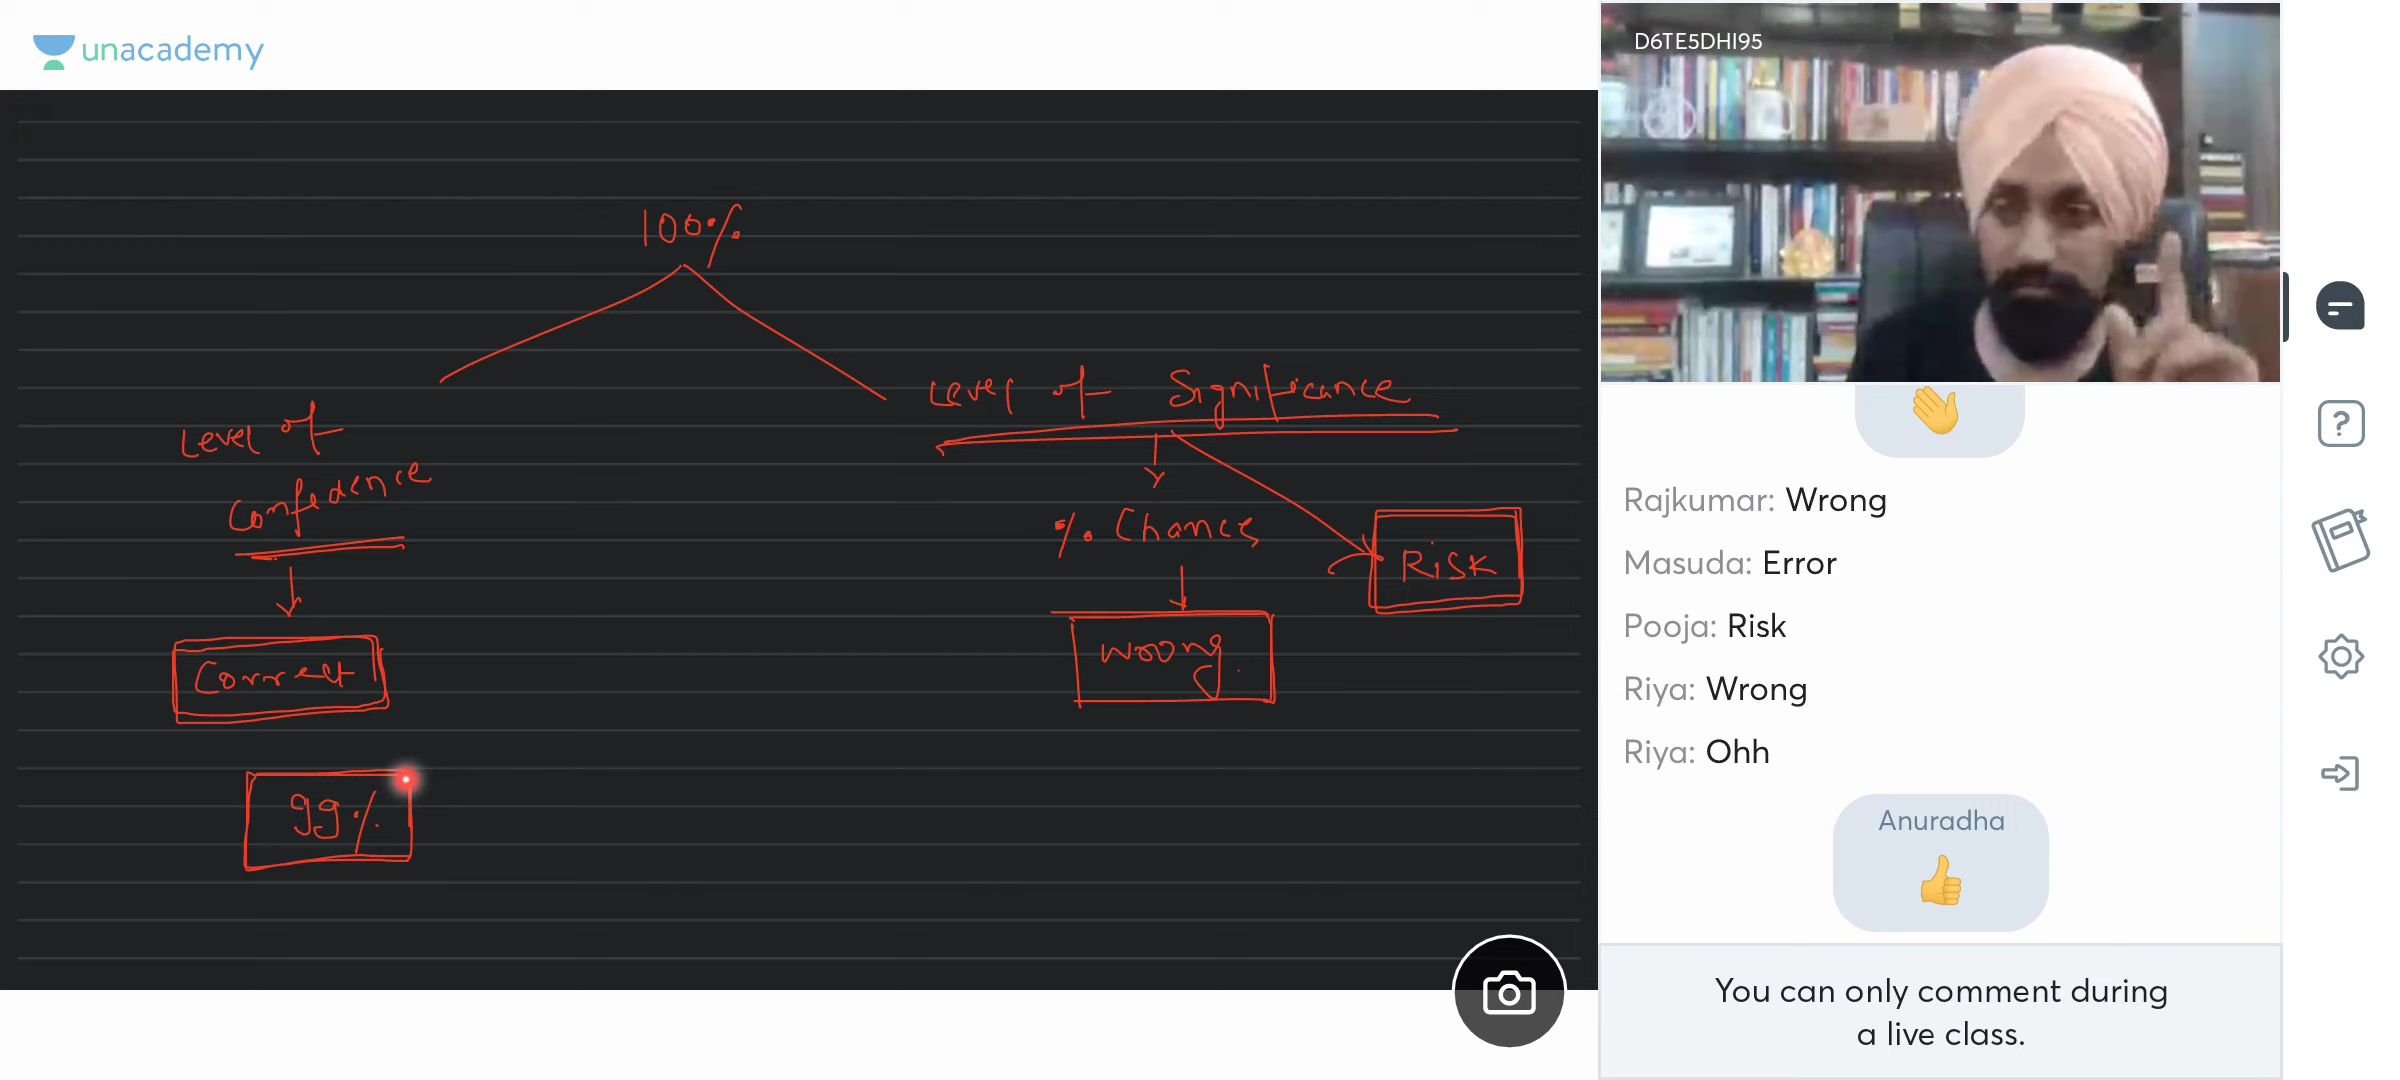 unacademy
D6TE5DHI95
100%
Level of Significance
Level of
Confidence
% Chances
Risk
Correct
Wrong
99%
Rajkumar: Wrong
Masuda: Error
Pooja: Risk
Riya: Wrong
Riya: Ohh
Anuradha
You can only comment during
a live class.